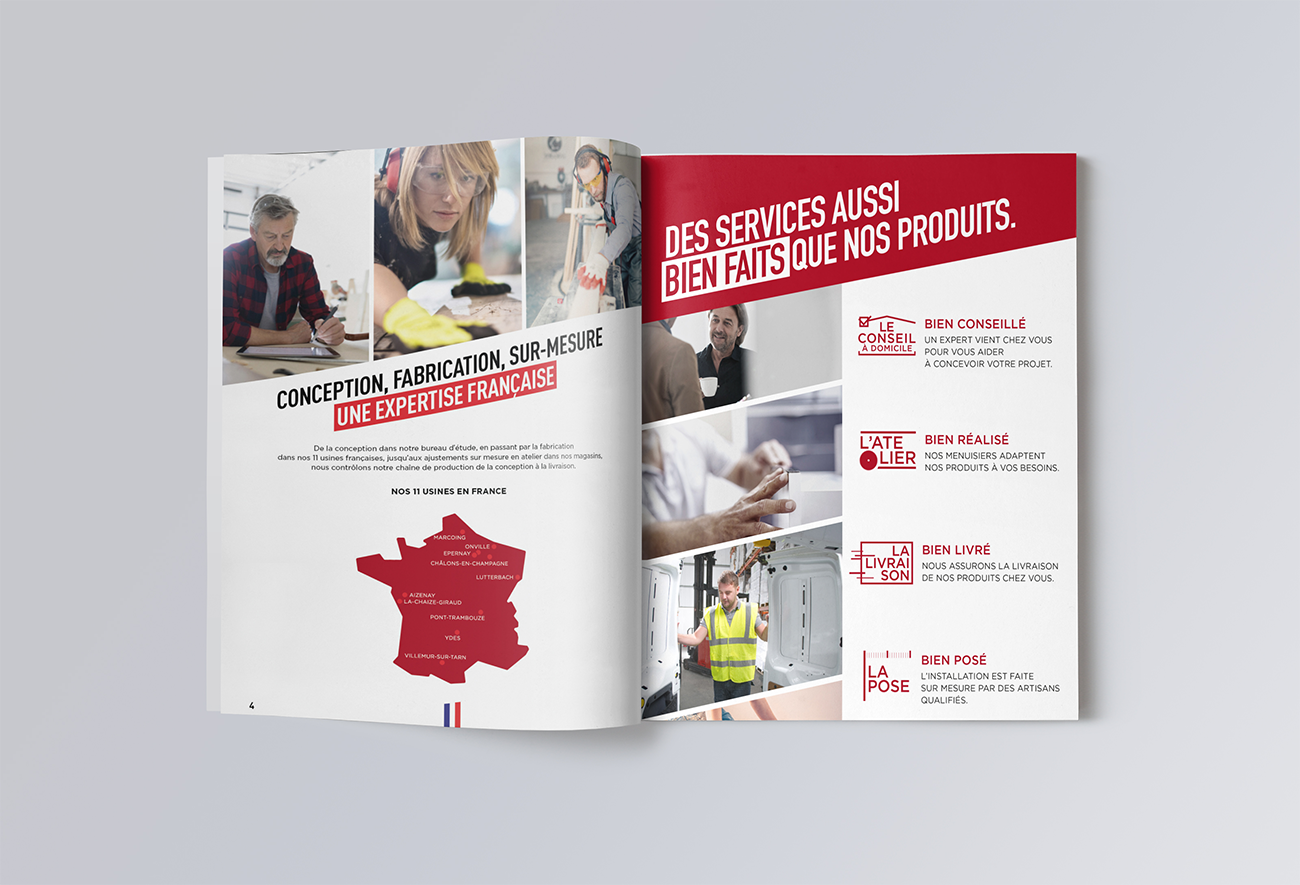 CONCEPTION, FABRICATION, SUR-MESURE
UNE EXPERTISE FRANÇAISE
De la conception dans notre bureau d'étude, en passant par la fabrication
dans nos 11 usines françaises, jusqu'aux ajustements sur mesure en atelier dans nos magasins,
nous contrôlons notre chaîne de production de la conception à la livraison.
NOS 11 USINES EN FRANCE
MARCOING
ONVILLE
EPERNAY
CHÂLONS-EN-CHAMPAGNE
LUTTERBACH
AIZENAY
LA-CHAIZE-GIRAUD
PONT-TRAMBOUZE
YDES
VILLEMUR-SUR-TARN
4
DES SERVICES AUSSI
BIEN FAITS QUE NOS PRODUITS.
LE
CONSEIL
À DOMICILE
BIEN CONSEILLÉ
UN EXPERT VIENT CHEZ VOUS
POUR VOUS AIDER
À CONCEVOIR VOTRE PROJET.
L'ATE
OLIER
BIEN RÉALISÉ
NOS MENUISIERS ADAPTENT
NOS PRODUITS À VOS BESOINS.
LA
LIVRAI
SON
BIEN LIVRÉ
NOUS ASSURONS LA LIVRAISON
DE NOS PRODUITS CHEZ VOUS.
LA
POSE
BIEN POSÉ
L'INSTALLATION EST FAITE
SUR MESURE PAR DES ARTISANS
QUALIFIÉS.